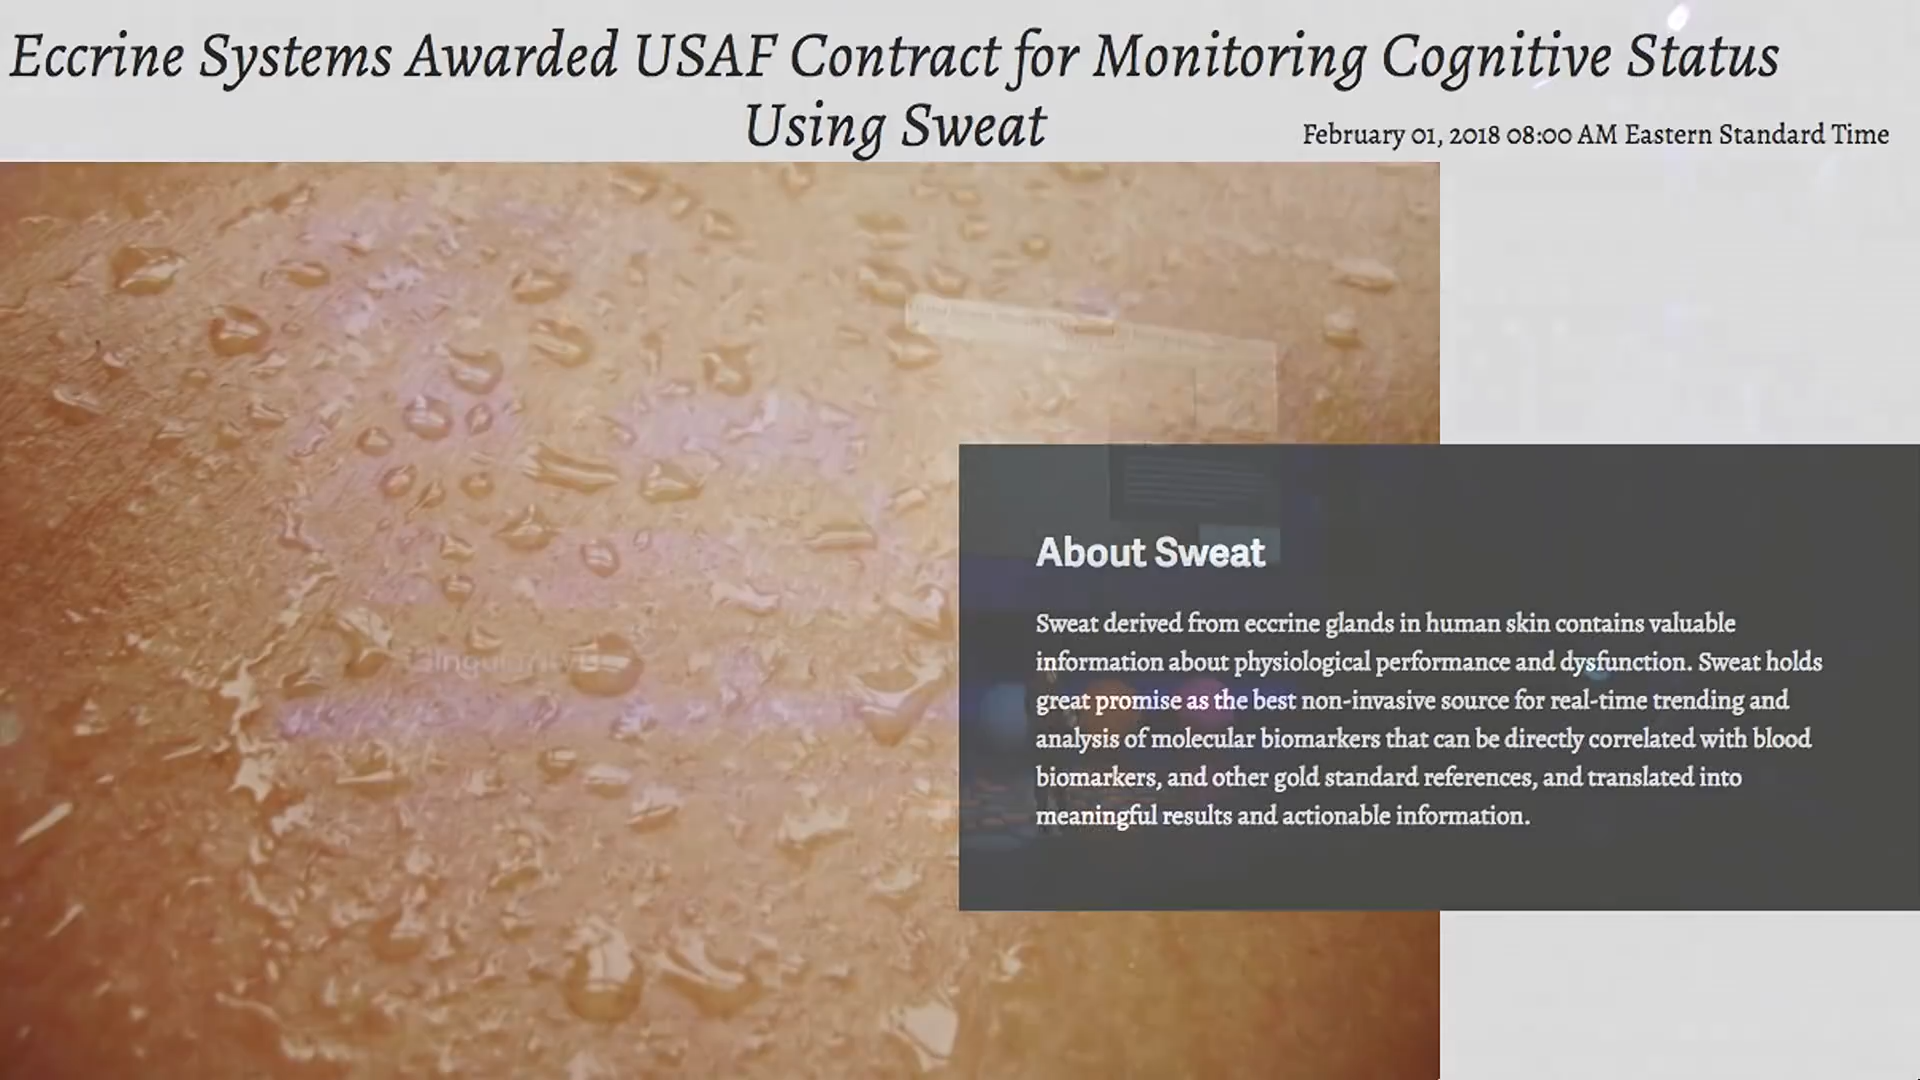 Eccrine Systems Awarded USAF Contract for Monitoring Cognitive Status
Using Sweat
February 01, 2018 08:00 AM Eastern Standard Time
About Sweat
Sweat derived from eccrine glands in human skin contains valuable
information about physiological performance and dysfunction. Sweat holds
great promise as the best non-invasive source for real-time trending and
analysis of molecular biomarkers that can be directly correlated with blood
biomarkers, and other gold standard references, and translated into
meaningful results and actionable information.